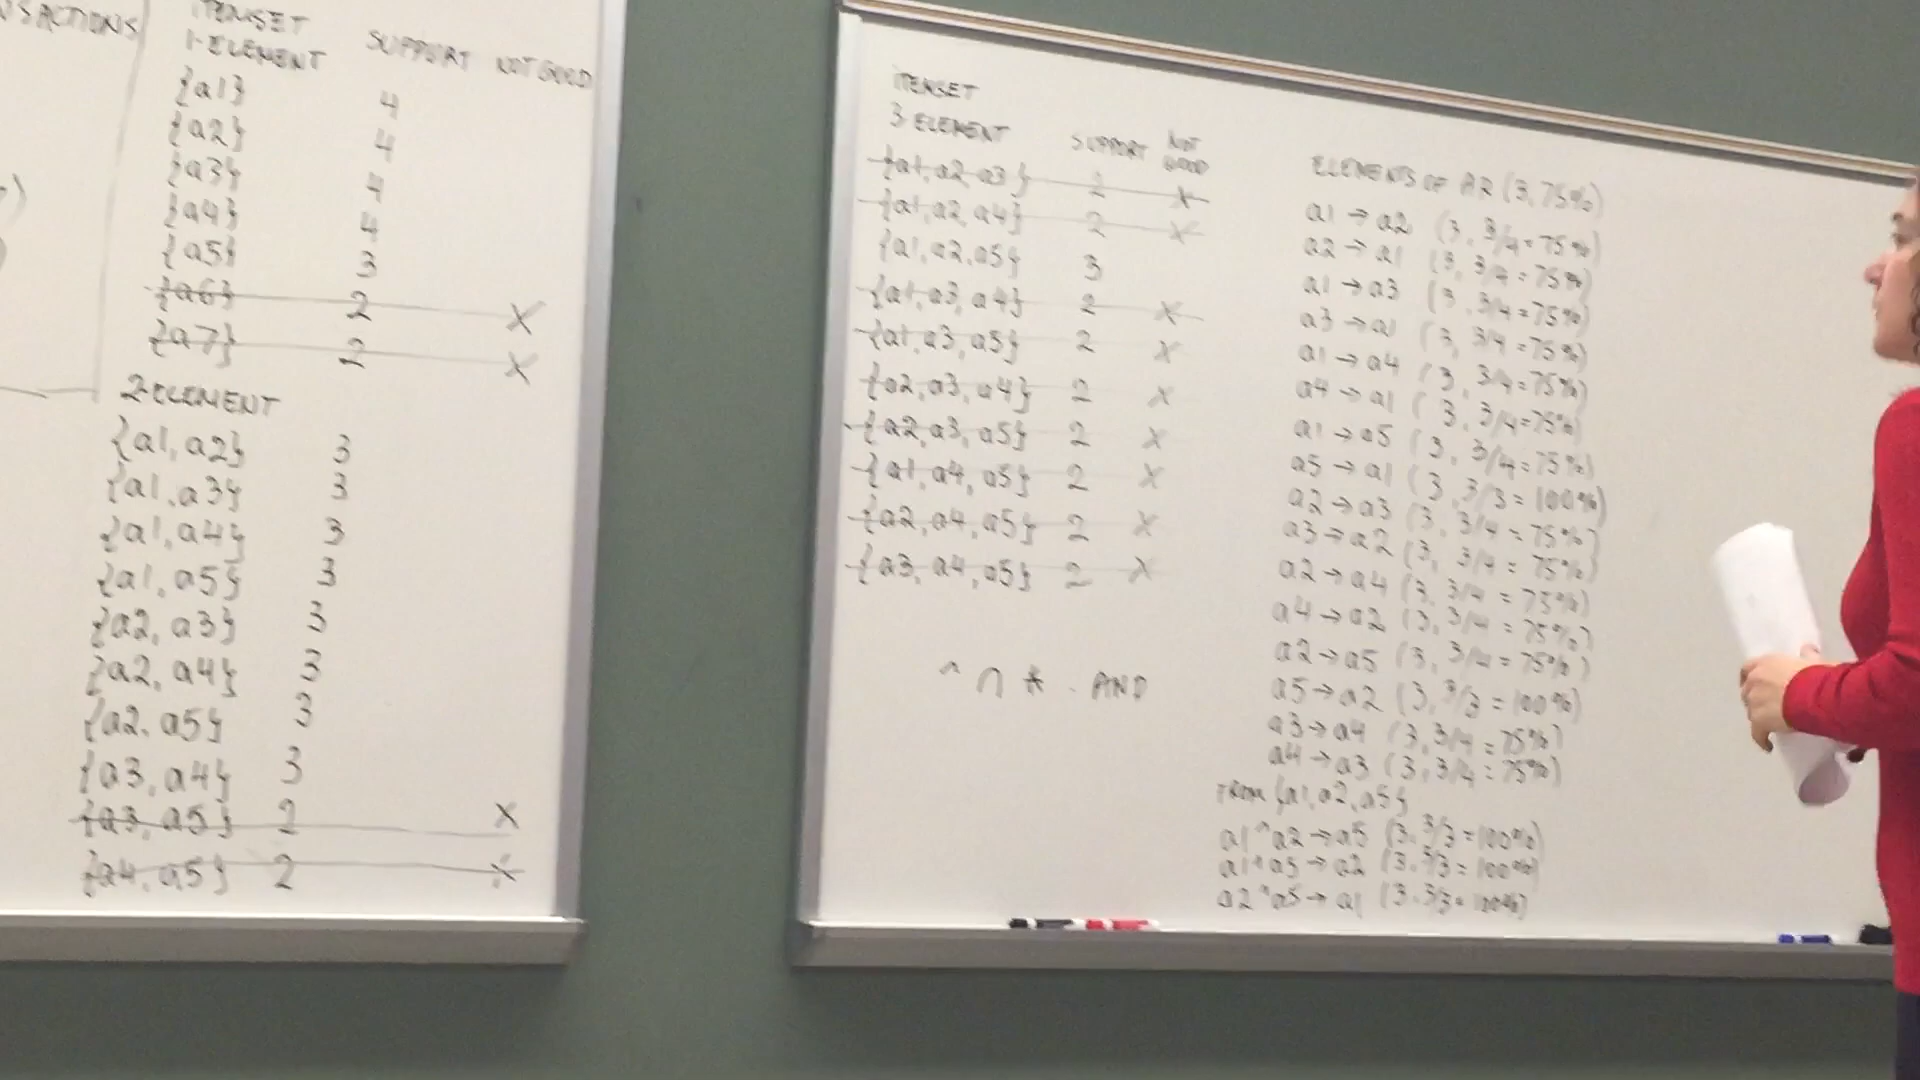 ITEMSET
1-ELEMENT SUPPORT NOT GOOD
{a1} 4
{a2} 4
{a3} 4
{a4} 4
{a5} 3
{a6} 2 X
{a7} 2 X
2-ELEMENT
{a1, a2} 3
{a1, a3} 3
{a1, a4} 3
{a1, a5} 3
{a2, a3} 3
{a2, a4} 3
{a2, a5} 3
{a3, a4} 3
{a3, a5} 2 X
{a4, a5} 2 X
ITEMSET
3 ELEMENT SUPPORT NOT GOOD
{a1, a2, a3} 2 X
{a1, a2, a4} 2 X
{a1, a2, a5} 3
{a1, a3, a4} 2 X
{a1, a3, a5} 2 X
{a2, a3, a4} 2 X
{a2, a3, a5} 2 X
{a1, a4, a5} 2 X
{a2, a4, a5} 2 X
{a3, a4, a5} 2 X
^ ∩ * . AND
ELEMENTS OF AR (3, 75%)
a1 → a2 (3, 3/4 = 75%)
a2 → a1 (3, 3/4 = 75%)
a1 → a3 (3, 3/4 = 75%)
a3 → a1 (3, 3/4 = 75%)
a1 → a4 (3, 3/4 = 75%)
a4 → a1 (3, 3/4 = 75%)
a1 → a5 (3, 3/4 = 75%)
a5 → a1 (3, 3/3 = 100%)
a2 → a3 (3, 3/4 = 75%)
a3 → a2 (3, 3/4 = 75%)
a2 → a4 (3, 3/4 = 75%)
a4 → a2 (3, 3/4 = 75%)
a2 → a5 (3, 3/4 = 75%)
a5 → a2 (3, 3/3 = 100%)
a3 → a4 (3, 3/4 = 75%)
a4 → a3 (3, 3/4 = 75%)
FROM {a1, a2, a5}
a1 ^ a2 → a5 (3, 3/3 = 100%)
a1 ^ a5 → a2 (3, 3/3 = 100%)
a2 ^ a5 → a1 (3, 3/3 = 100%)